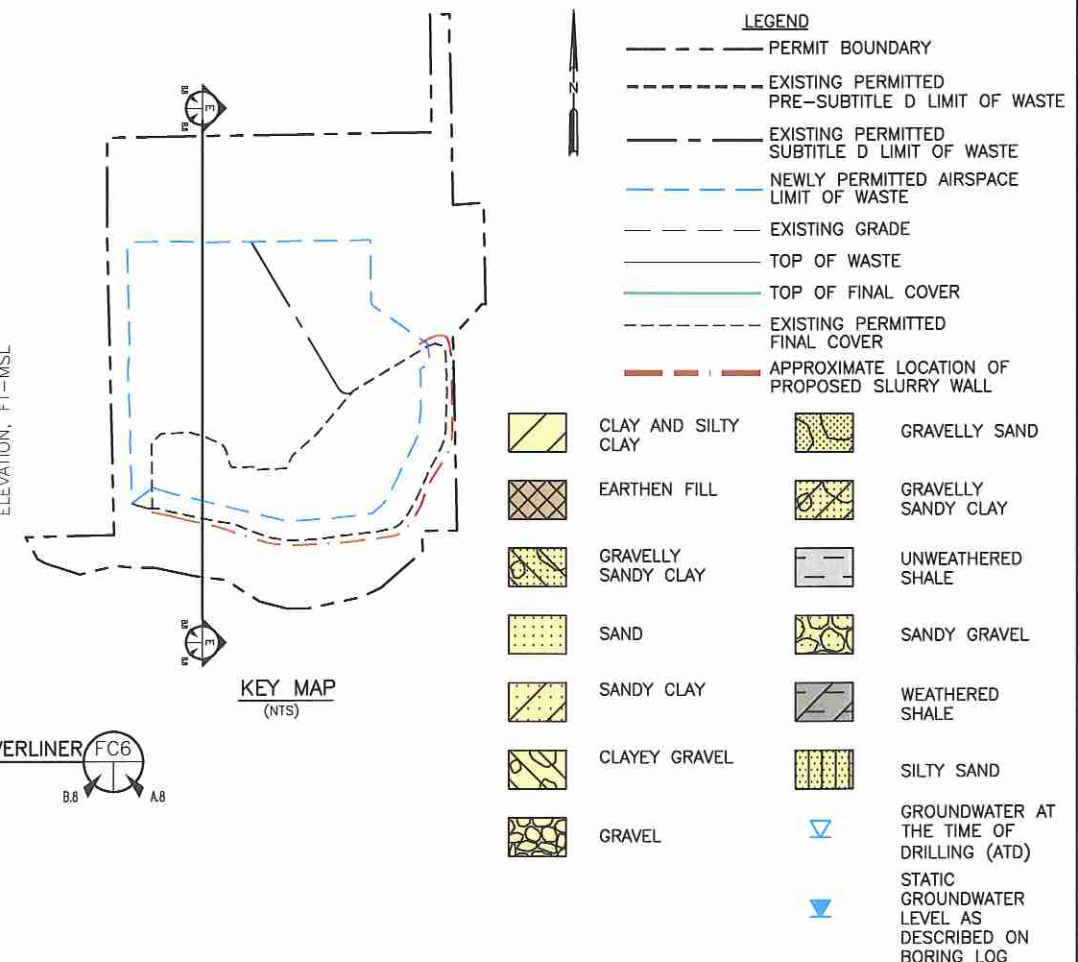 LEGEND
PERMIT BOUNDARY
EXISTING PERMITTED
PRE-SUBTITLE D LIMIT OF WASTE
EXISTING PERMITTED
SUBTITLE D LIMIT OF WASTE
NEWLY PERMITTED AIRSPACE
LIMIT OF WASTE
EXISTING GRADE
TOP OF WASTE
TOP OF FINAL COVER
EXISTING PERMITTED
FINAL COVER
APPROXIMATE LOCATION OF
PROPOSED SLURRY WALL
CLAY AND SILTY
CLAY
EARTHEN FILL
GRAVELLY
SANDY CLAY
SAND
SANDY CLAY
CLAYEY GRAVEL
GRAVEL
GRAVELLY SAND
GRAVELLY
SANDY CLAY
UNWEATHERED
SHALE
SANDY GRAVEL
WEATHERED
SHALE
SILTY SAND
GROUNDWATER AT
THE TIME OF
DRILLING (ATD)
STATIC
GROUNDWATER
LEVEL AS
DESCRIBED ON
BORING LOG
N
E
E
KEY MAP
(NTS)
ELEVATION, FT-MSL
VERLINER
FC6
B.8
A.8